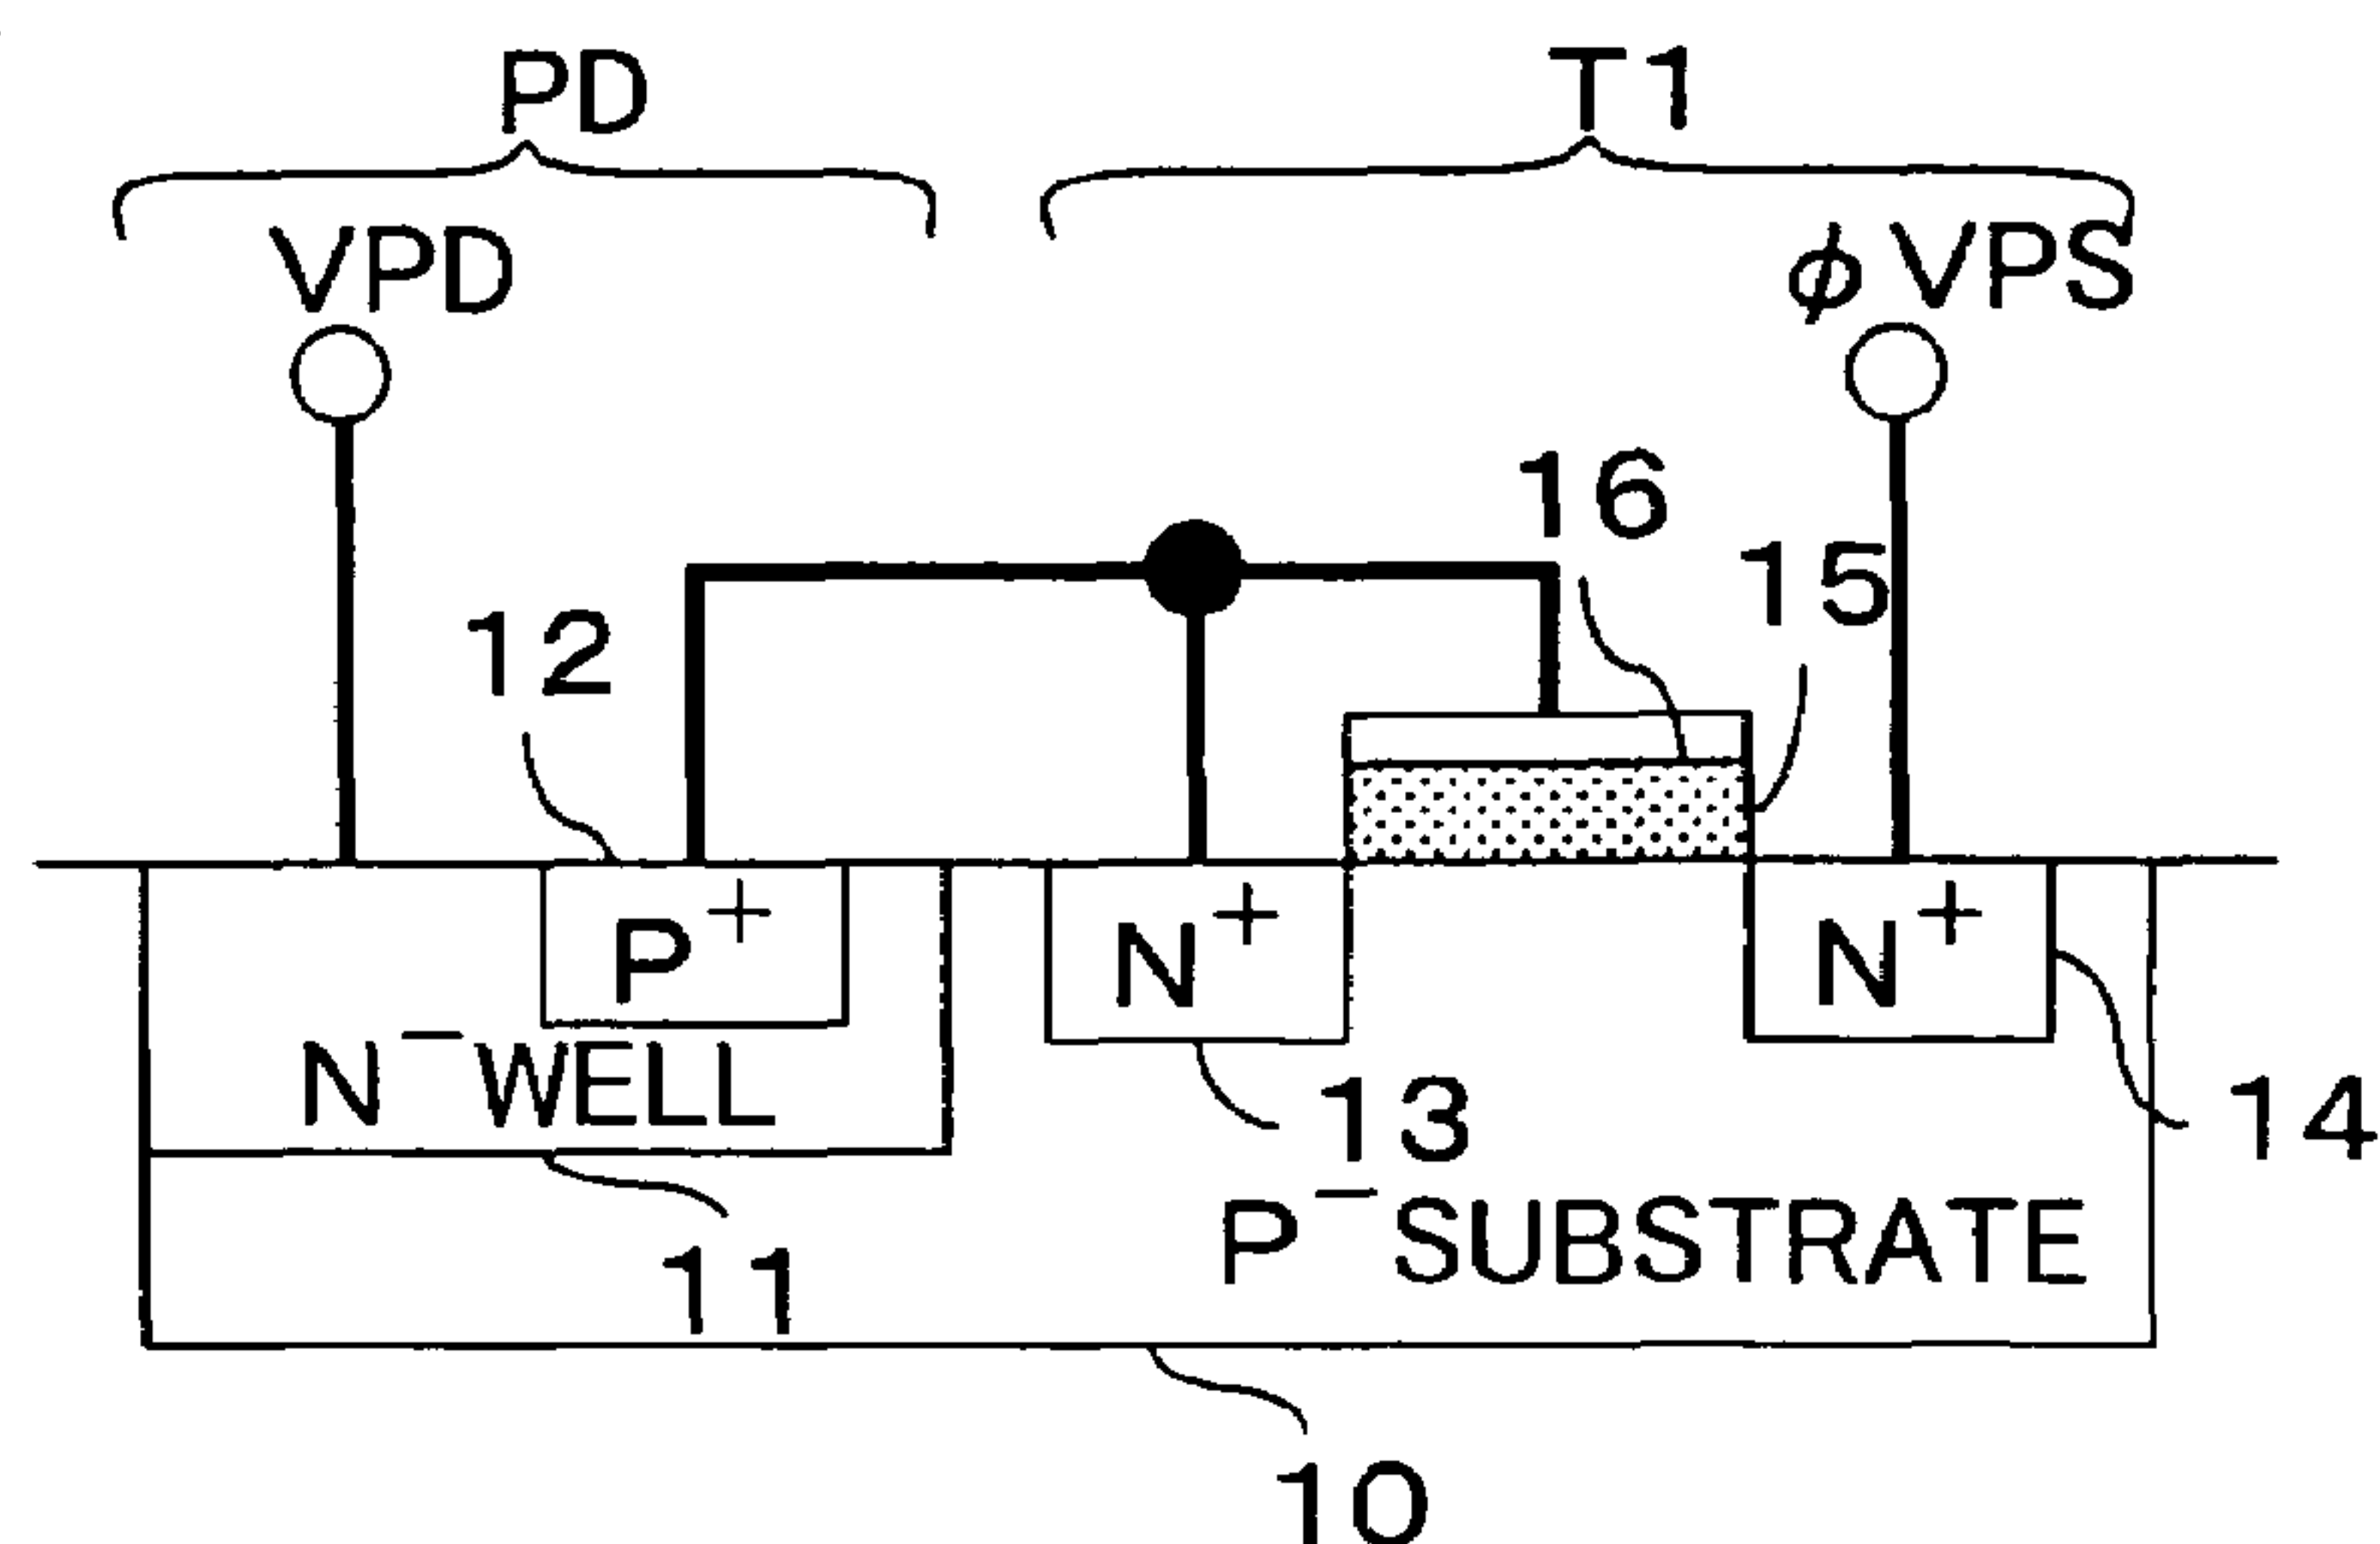 PD T1
VPD φVPS
16
15
12
P+ N+ N+
N− WELL
13 14
P− SUBSTRATE
11
10